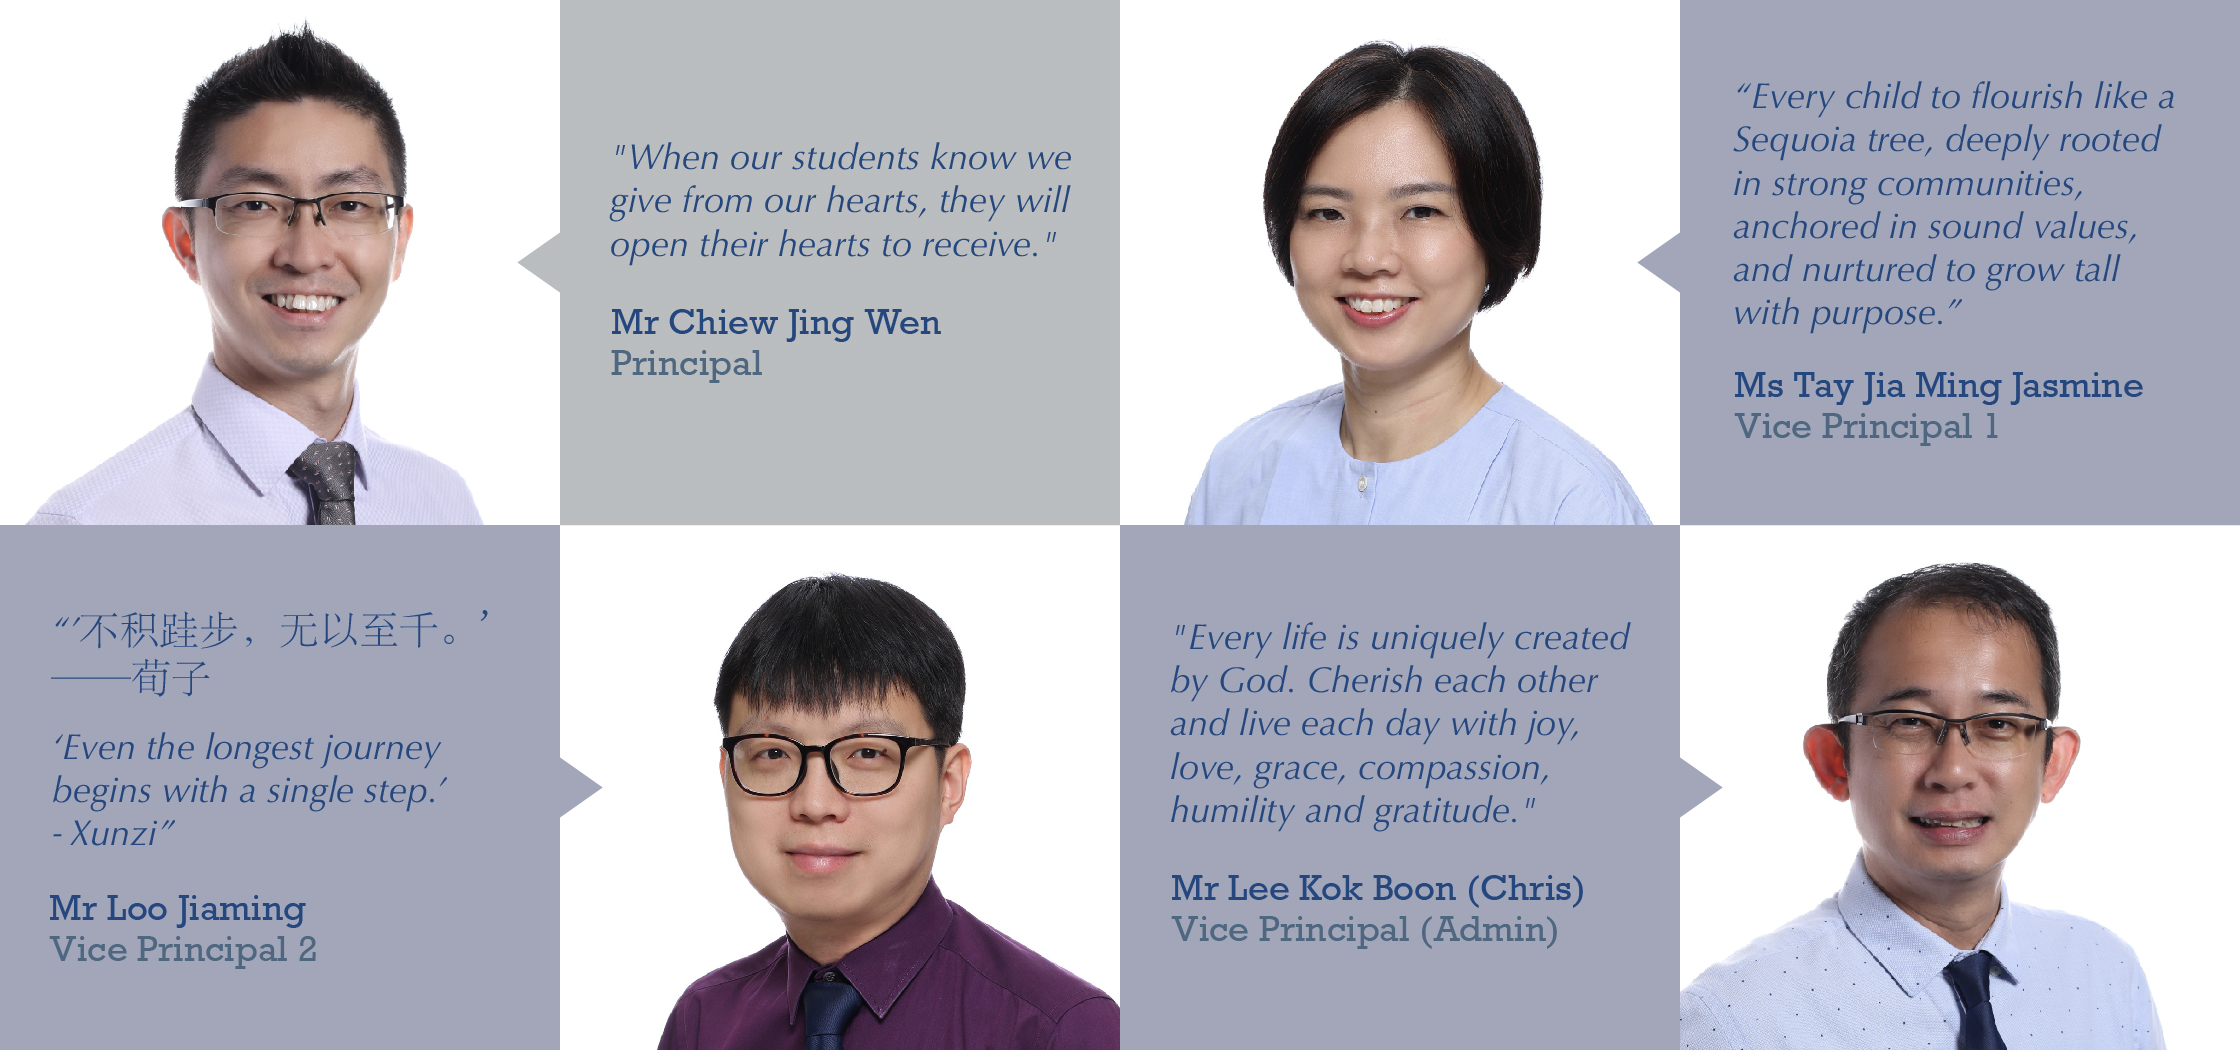 "When our students know we
give from our hearts, they will
open their hearts to receive."
Mr Chiew Jing Wen
Principal
“Every child to flourish like a
Sequoia tree, deeply rooted
in strong communities,
anchored in sound values,
and nurtured to grow tall
with purpose.”
Ms Tay Jia Ming Jasmine
Vice Principal 1
“‘不积跬步，无以至千。’
——荀子
‘Even the longest journey
begins with a single step.’
- Xunzi”
Mr Loo Jiaming
Vice Principal 2
"Every life is uniquely created
by God. Cherish each other
and live each day with joy,
love, grace, compassion,
humility and gratitude."
Mr Lee Kok Boon (Chris)
Vice Principal (Admin)